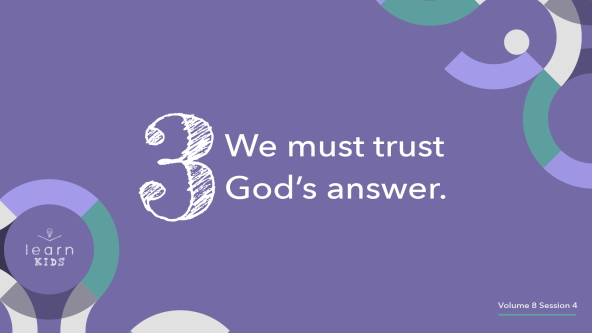 3
We must trust
God's answer.
learn
KIDS
Volume 8 Session 4